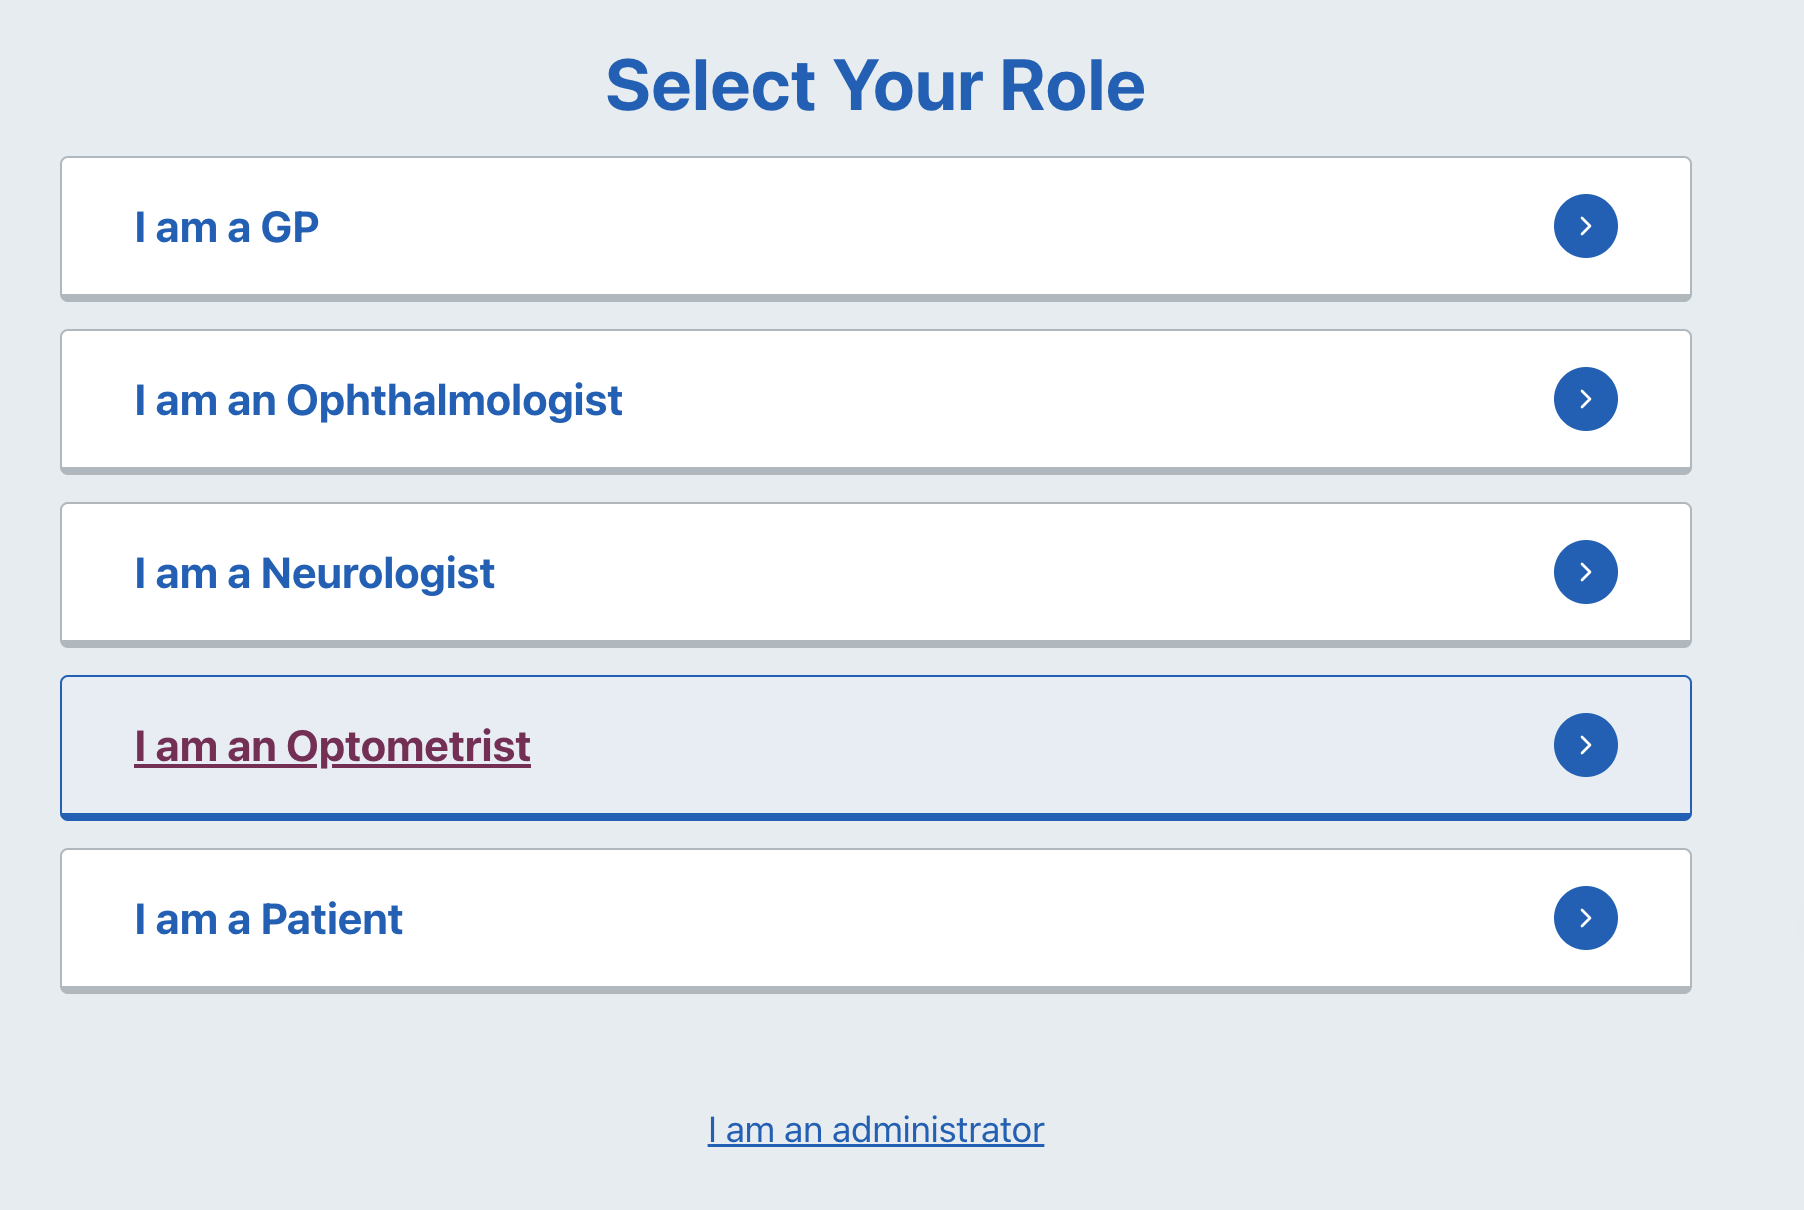 Select Your Role
I am a GP
I am an Ophthalmologist
I am a Neurologist
I am an Optometrist
I am a Patient
I am an administrator